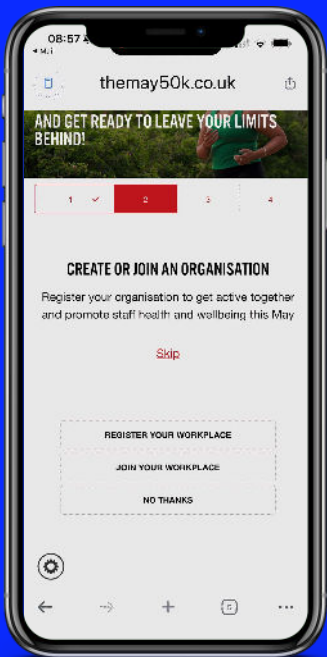 08:57
themay50k.co.uk
AND GET READY TO LEAVE YOUR LIMITS
BEHIND!
1 2 3 4
CREATE OR JOIN AN ORGANISATION
Register your organisation to get active together
and promote staff health and wellbeing this May
Skip
REGISTER YOUR WORKPLACE
JOIN YOUR WORKPLACE
NO THANKS